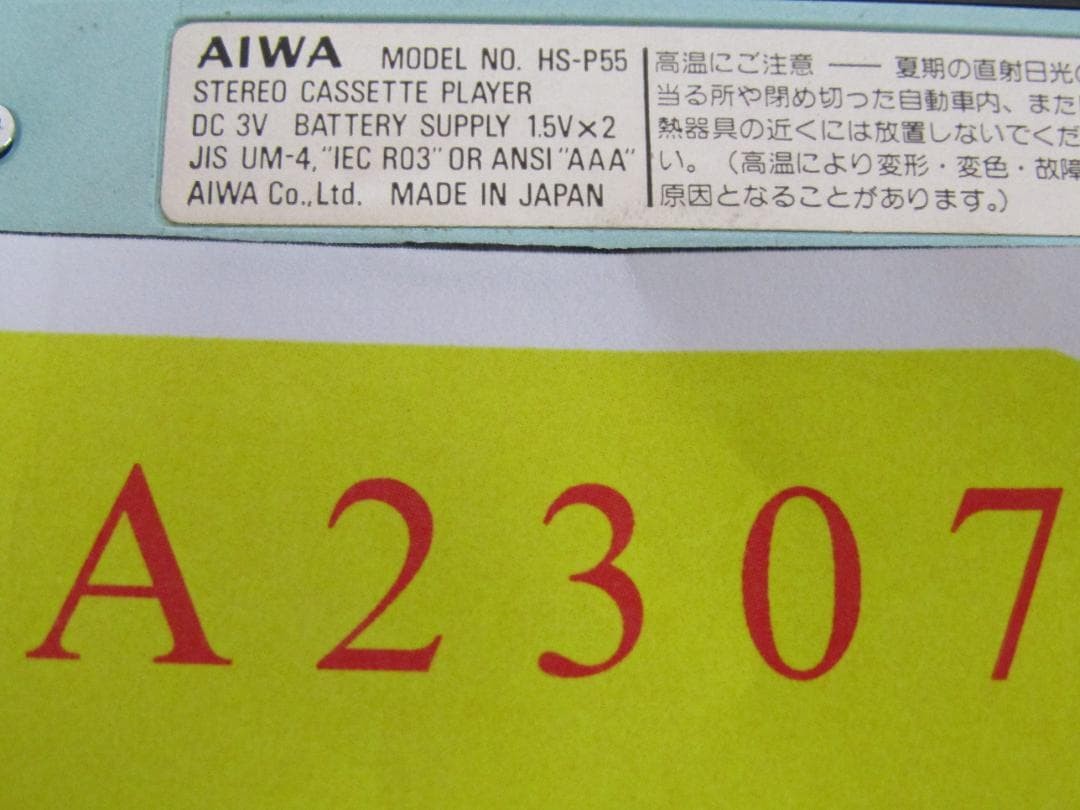 AIWA MODEL NO. HS-P55
STEREO CASSETTE PLAYER
DC 3V BATTERY SUPPLY 1.5V×2
JIS UM-4, "IEC R03" OR ANSI "AAA"
AIWA Co., Ltd. MADE IN JAPAN
高温にご注意 —— 夏期の直射日光の
当る所や閉め切った自動車内、また
熱器具の近くには放置しないでくだ
い。(高温により変形・変色・故障
原因となることがあります。)
A2307